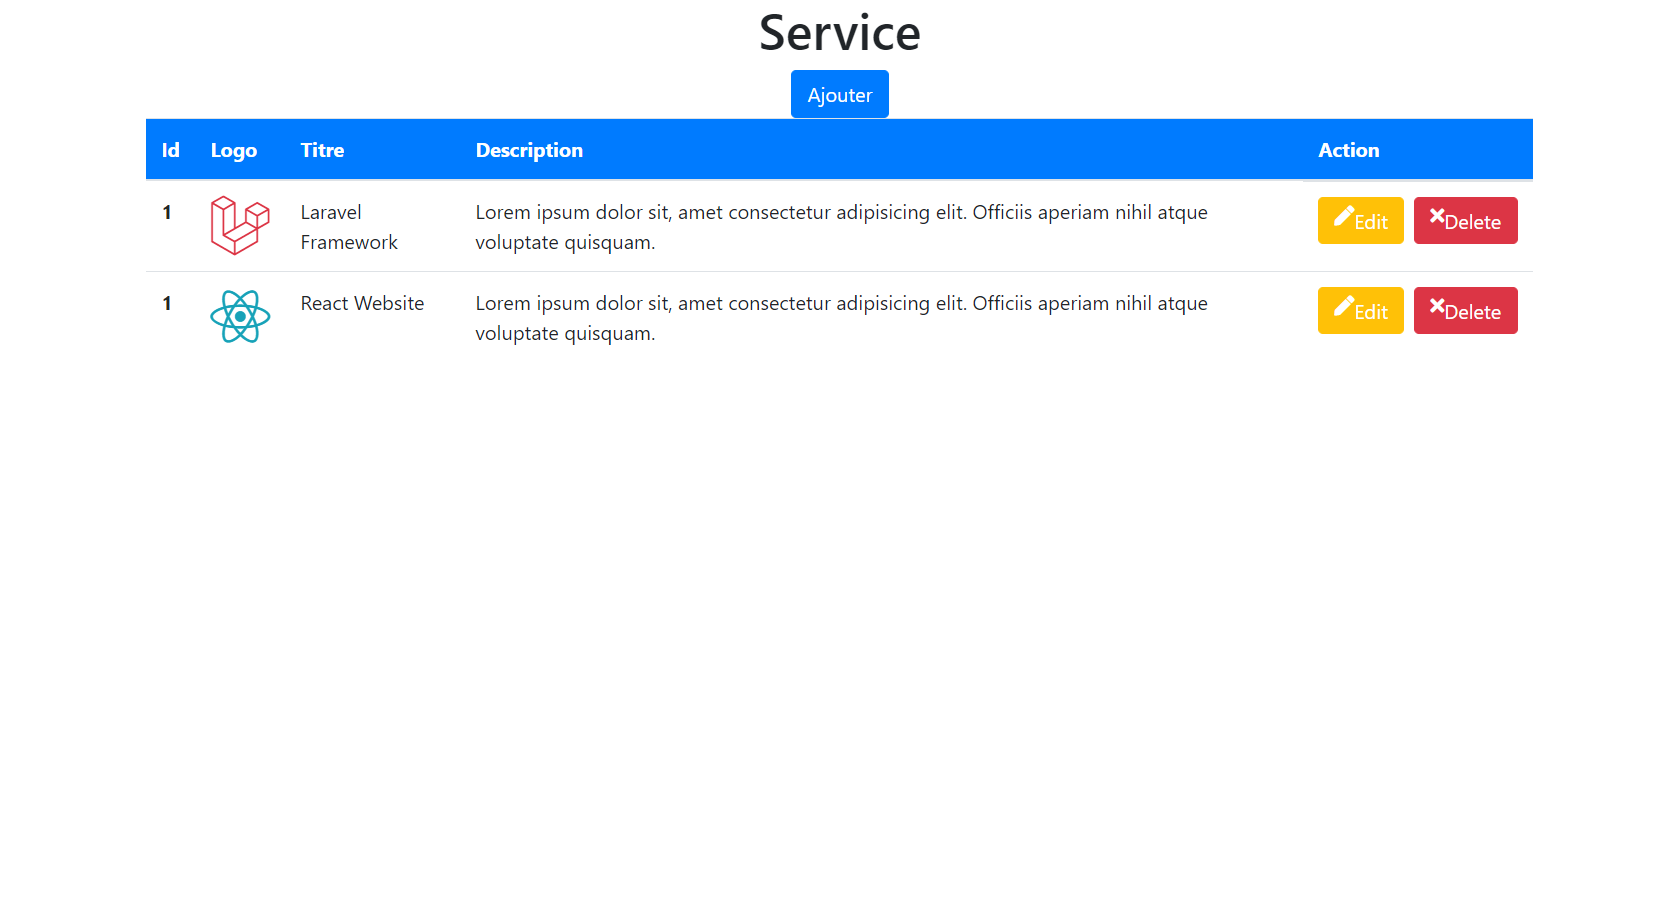 Service
Ajouter
Id Logo Titre Description Action
1 Laravel Framework Lorem ipsum dolor sit, amet consectetur adipisicing elit. Officiis aperiam nihil atque voluptate quisquam. Edit Delete
1 React Website Lorem ipsum dolor sit, amet consectetur adipisicing elit. Officiis aperiam nihil atque voluptate quisquam. Edit Delete